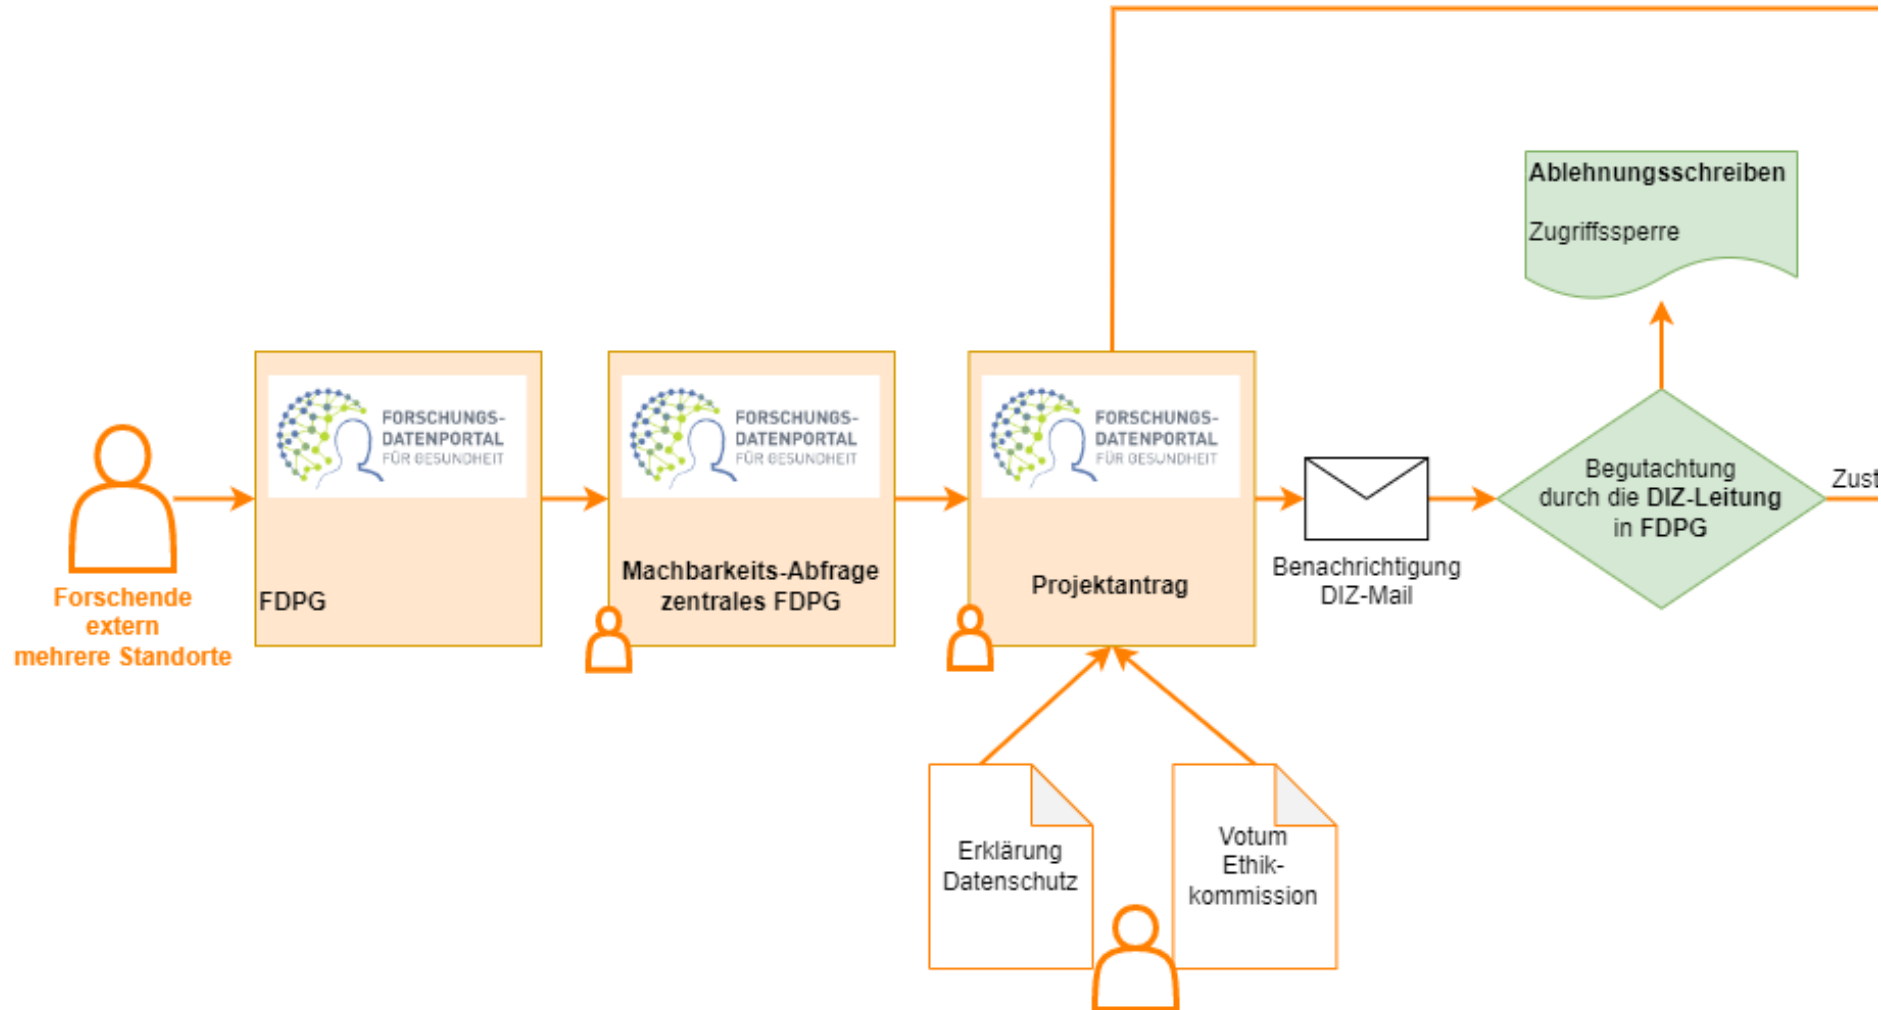 Ablehnungsschreiben
Zugriffssperre
FORSCHUNGS-
DATENPORTAL
FÜR GESUNDHEIT
FDPG
FORSCHUNGS-
DATENPORTAL
FÜR GESUNDHEIT
Machbarkeits-Abfrage
zentrales FDPG
FORSCHUNGS-
DATENPORTAL
FÜR GESUNDHEIT
Projektantrag
Benachrichtigung
DIZ-Mail
Begutachtung
durch die DIZ-Leitung
in FDPG
Zust
Forschende
extern
mehrere Standorte
Erklärung
Datenschutz
Votum
Ethik-
kommission